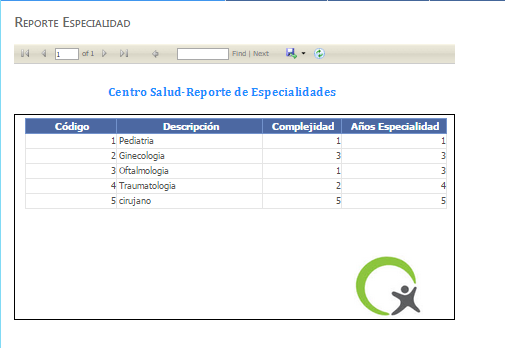 Reporte Especialidad
1 of 1 Find | Next
Centro Salud-Reporte de Especialidades
Código Descripción Complejidad Años Especialidad
1 Pediatria 1 1
2 Ginecologia 3 3
3 Oftalmologia 1 3
4 Traumatologia 2 4
5 cirujano 5 5